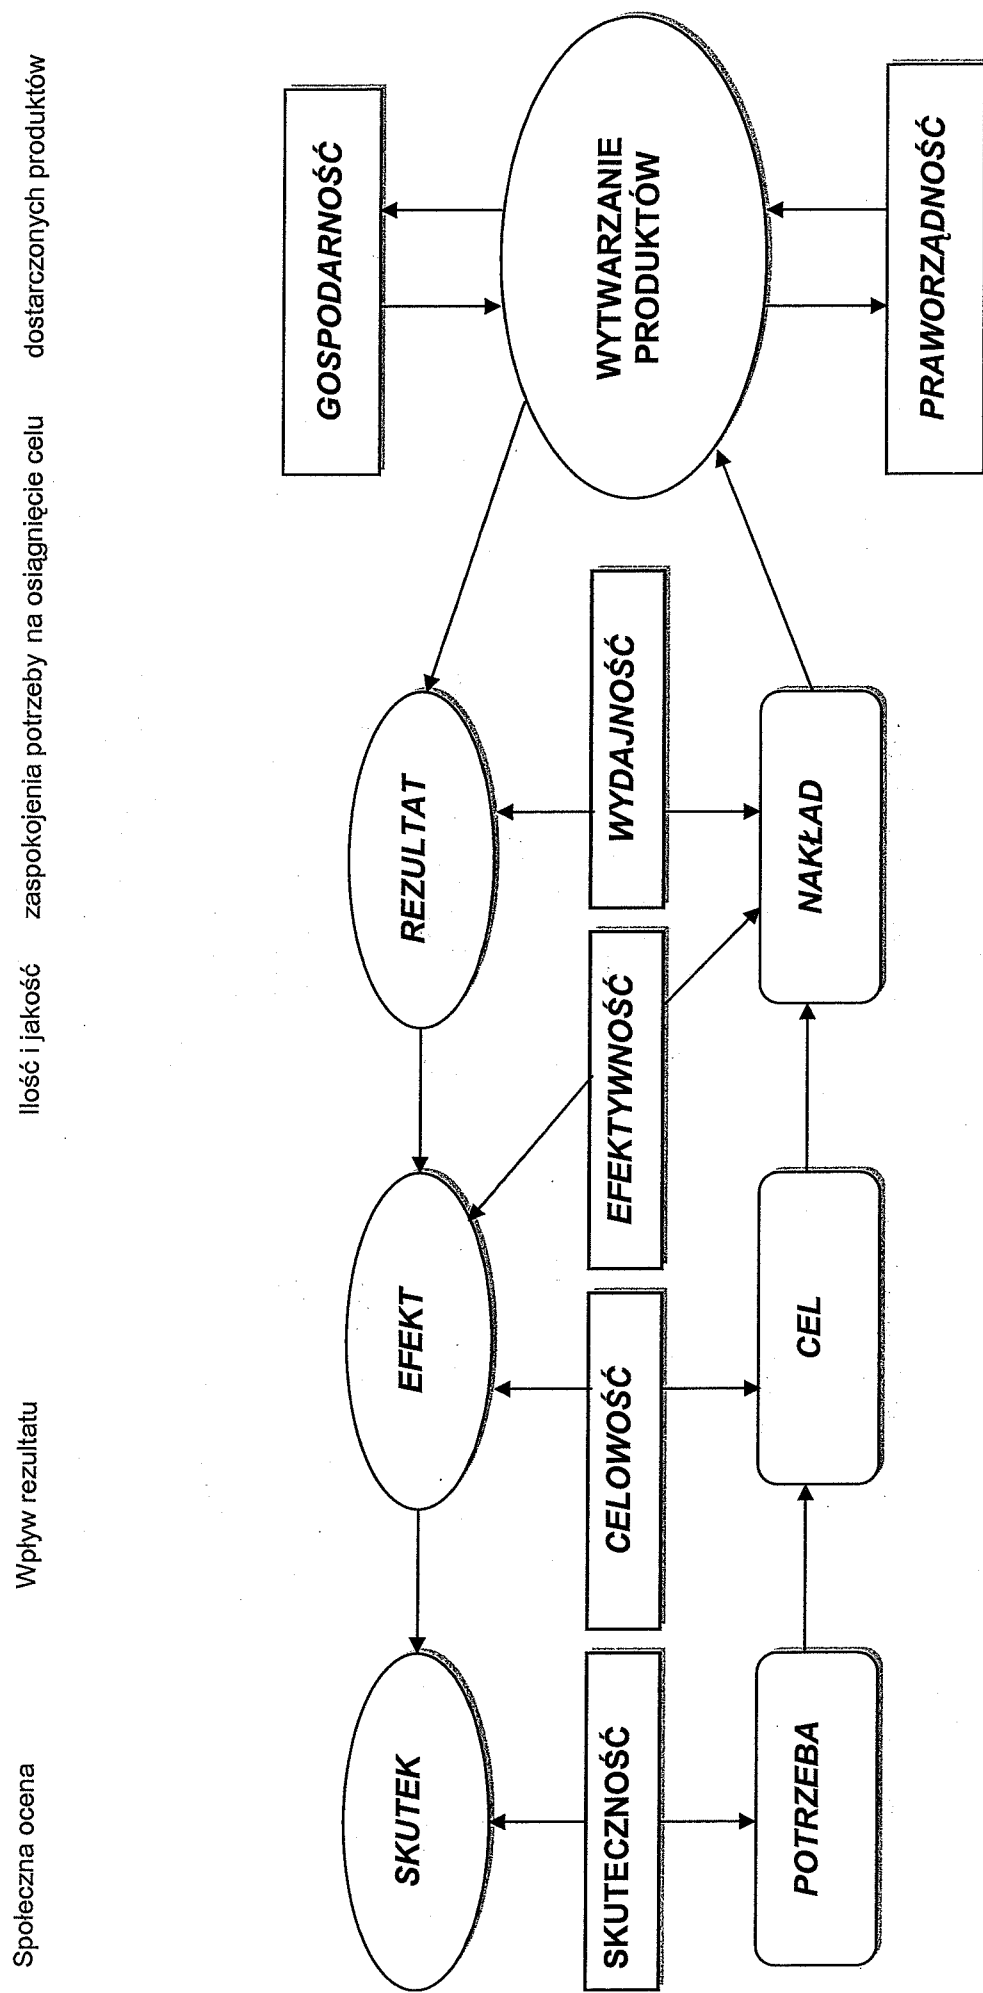 Społeczna ocena Wpływ rezultatu Ilość i jakość zaspokojenia potrzeby na osiągnięcie celu dostarczonych produktów
GOSPODARNOŚĆ
SKUTEK
EFEKT
REZULTAT
WYTWARZANIE
PRODUKTÓW
SKUTECZNOŚĆ
CELOWOŚĆ
EFEKTYWNOŚĆ
WYDAJNOŚĆ
POTRZEBA
CEL
NAKŁAD
PRAWORZĄDNOŚĆ